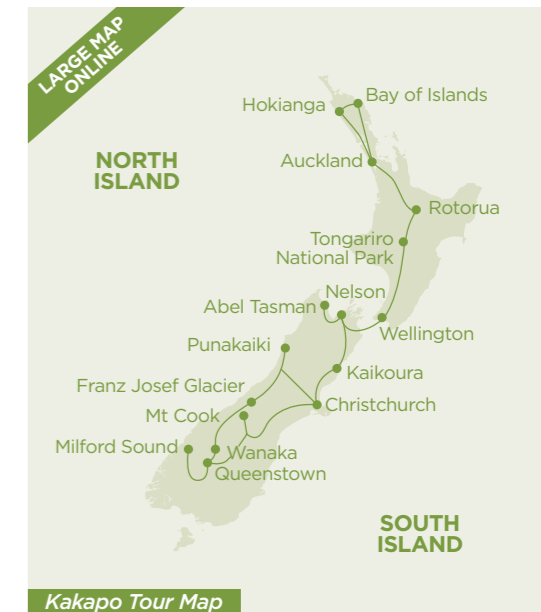 LARGE MAP
ONLINE
Bay of Islands
Hokianga
NORTH
ISLAND
Auckland
Rotorua
Tongariro
National Park
Nelson
Abel Tasman
Wellington
Punakaiki
Kaikoura
Franz Josef Glacier
Christchurch
Mt Cook
Milford Sound
Wanaka
Queenstown
SOUTH
ISLAND
Kakapo Tour Map